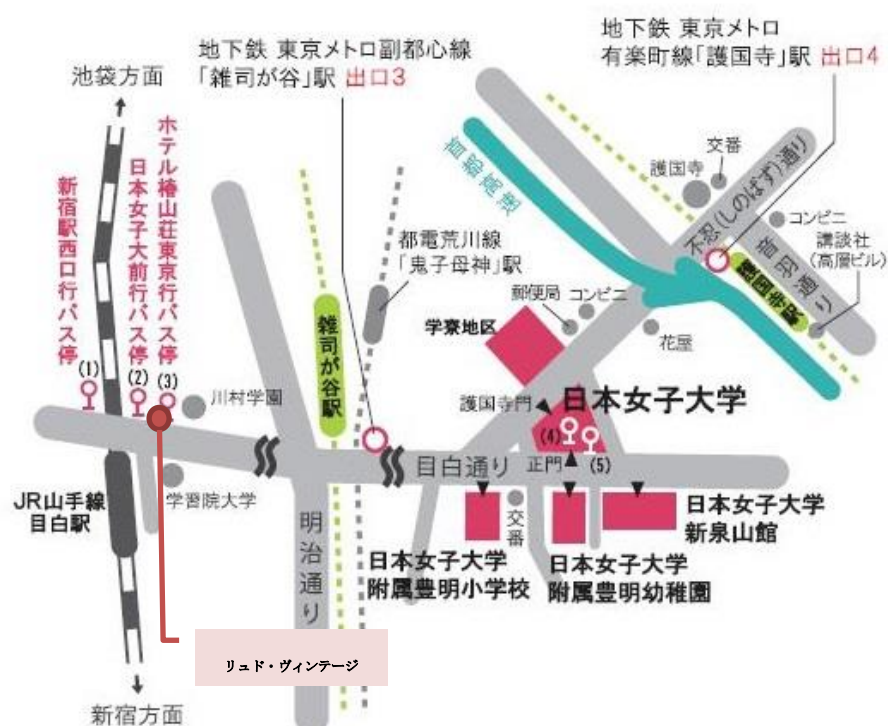 地下鉄 東京メトロ副都心線
「雑司が谷」駅 出口3
地下鉄 東京メトロ
有楽町線「護国寺」駅 出口4
池袋方面
新宿駅西口行バス停
日本女子大前行バス停
ホテル椿山荘東京行バス停
(1)
(2)
(3)
川村学園
学習院大学
JR山手線
目白駅
新宿方面
リュド・ヴィンテージ
雑司が谷駅
都電荒川線
「鬼子母神」駅
明治通り
目白通り
首都高速
護国寺
交番
不忍(しのばず)通り
コンビニ
講談社
(高層ビル)
音羽通り
護国寺駅
郵便局
コンビニ
花屋
学寮地区
護国寺門
日本女子大学
(4)
(5)
正門
交番
日本女子大学
附属豊明小学校
日本女子大学
附属豊明幼稚園
日本女子大学
新泉山館